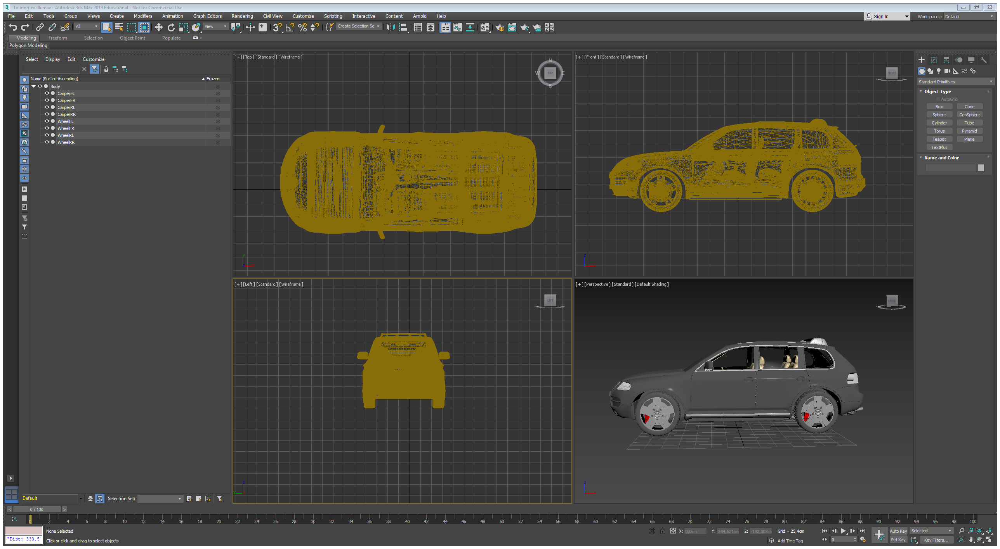 Touring_malli.max - Autodesk 3ds Max 2019 Educational - Not for Commercial Use
File Edit Tools Group Views Create Modifiers Animation Graph Editors Rendering Civil View Customize Scripting Interactive Content Arnold Help
Sign In Workspaces: Default
All View Create Selection Se
Modeling Freeform Selection Object Paint Populate
Polygon Modeling
Select Display Edit Customize
Name (Sorted Ascending) Frozen
Body
CaliperFL
CaliperFR
CaliperRL
CaliperRR
WheelFL
WheelFR
WheelRL
WheelRR
[+] [Top] [Standard] [Wireframe]
N
W TOP E
S
y
z x
[+] [Front] [Standard] [Wireframe]
FRONT
z
x
[+] [Left] [Standard] [Wireframe]
LEFT
z
y
[+] [Perspective] [Standard] [Default Shading]
FRONT
z
x
Standard Primitives
Object Type
AutoGrid
Box Cone
Sphere GeoSphere
Cylinder Tube
Torus Pyramid
Teapot Plane
TextPlus
Name and Color
Default Selection Set:
< 0 / 100 >
0 2 4 6 8 10 12 14 16 18 20 22 24 26 28 30 32 34 36 38 40 42 44 46 48 50 52 54 56 58 60 62 64 66 68 70 72 74 76 78 80 82 84 86 88 90 92 94 96 98 100
None Selected X: 0,0cm Y: 344,521cm Z: -192,008cm Grid = 25,4cm Auto Key Selected
"Dist: 333,5' Click or click-and-drag to select objects Add Time Tag 0 Set Key Key Filters...